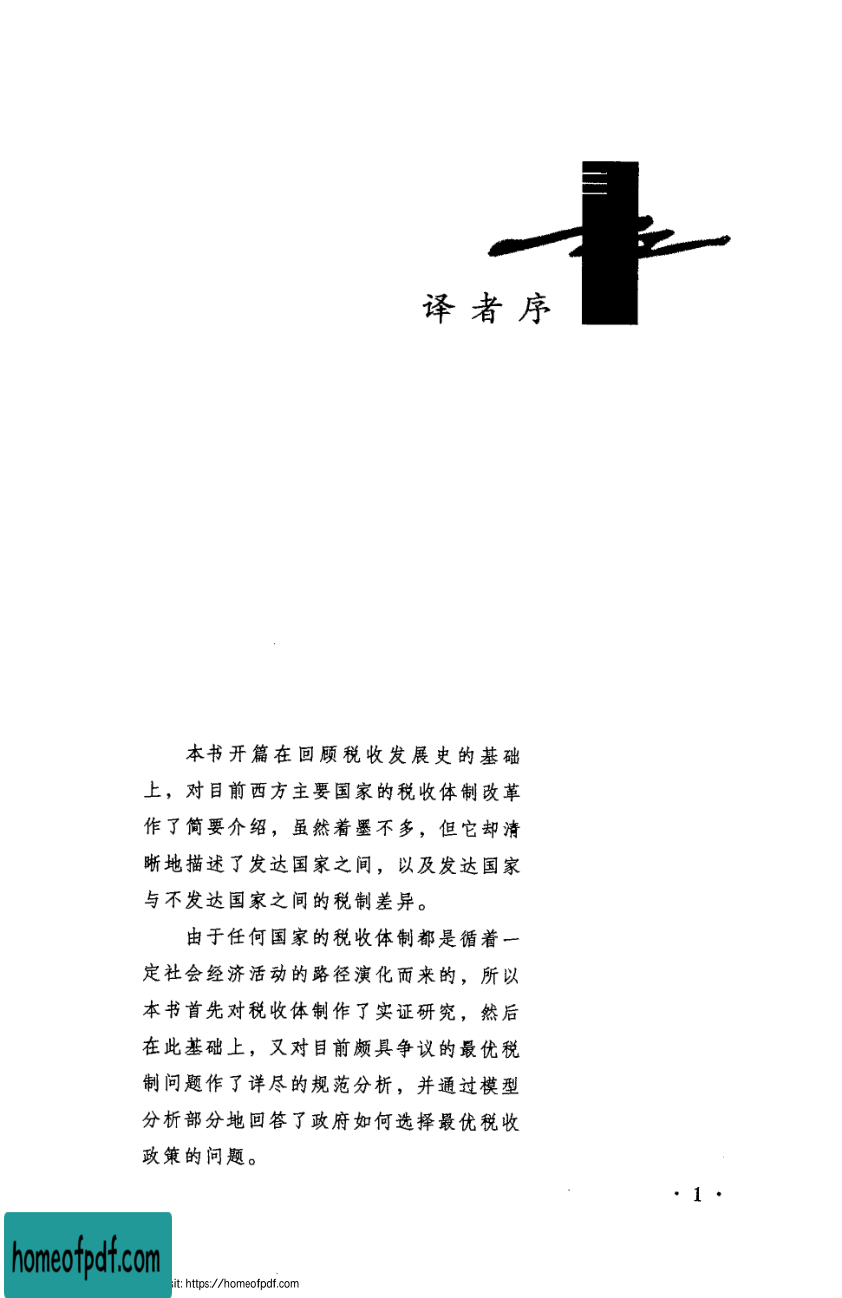 译者序
本书开篇在回顾税收发展史的基础
上，对目前西方主要国家的税收体制改革
作了简要介绍，虽然着墨不多，但它却清
晰地描述了发达国家之间，以及发达国家
与不发达国家之间的税制差异。
由于任何国家的税收体制都是循着一
定社会经济活动的路径演化而来的，所以
本书首先对税收体制作了实证研究，然后
在此基础上，又对目前颇具争议的最优税
制问题作了详尽的规范分析，并通过模型
分析部分地回答了政府如何选择最优税收
政策的问题。
· 1 ·
homeofpdf.com
sit: https://homeofpdf.com